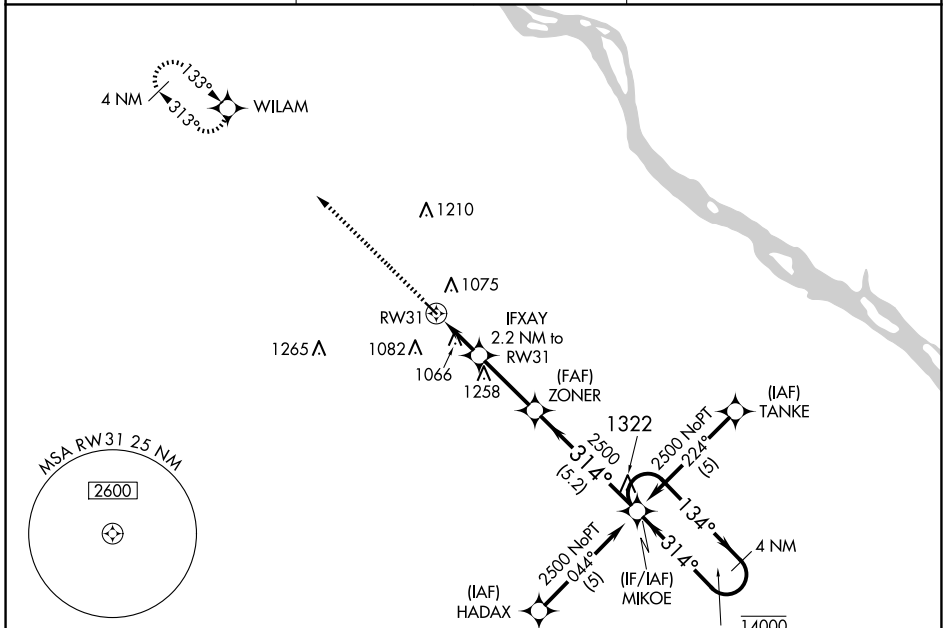 133°
4 NM
313°
WILAM
1210
1075
RW31
IFXAY
2.2 NM to
RW31
1265
1082
1066
1258
(FAF)
ZONER
1322
(IAF)
TANKE
2500 NoPT
224°
(5)
2500
314°
(5.2)
MSA RW31 25 NM
2600
134°
314°
4 NM
2500 NoPT
044°
(5)
(IF/IAF)
MIKOE
(IAF)
HADAX
14000